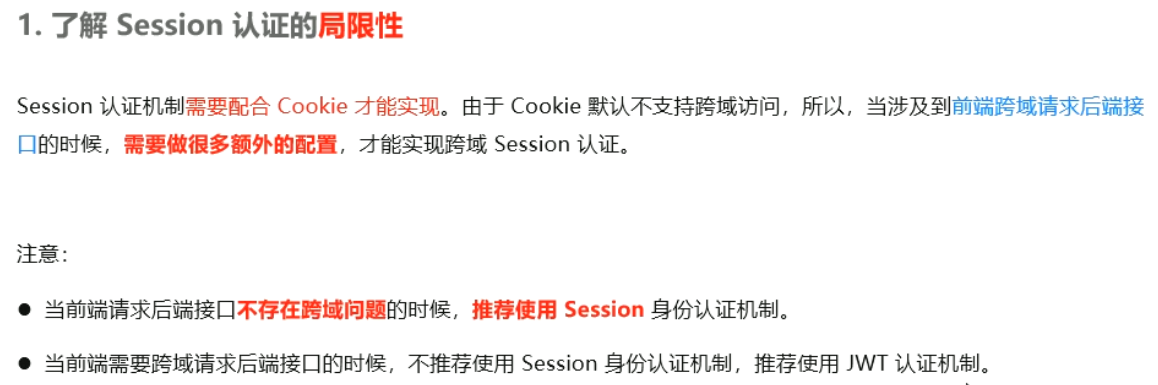 1. 了解 Session 认证的局限性
Session 认证机制需要配合 Cookie 才能实现。由于 Cookie 默认不支持跨域访问，所以，当涉及到前端跨域请求后端接
口的时候，需要做很多额外的配置，才能实现跨域 Session 认证。
注意：
● 当前端请求后端接口不存在跨域问题的时候，推荐使用 Session 身份认证机制。
● 当前端需要跨域请求后端接口的时候，不推荐使用 Session 身份认证机制，推荐使用 JWT 认证机制。